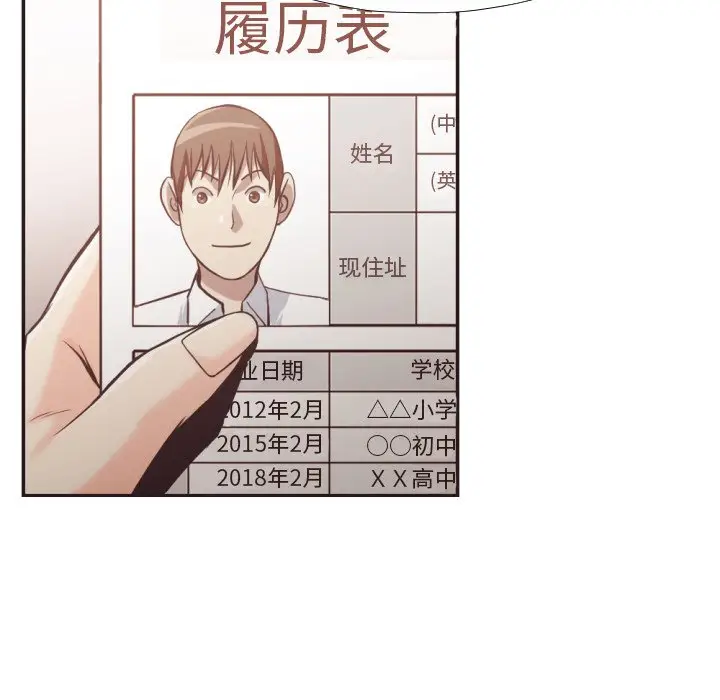 履历表
姓名
(中
(英
现住址
业日期
学校
2012年2月
△△小学
2015年2月
○○初中
2018年2月
XX高中